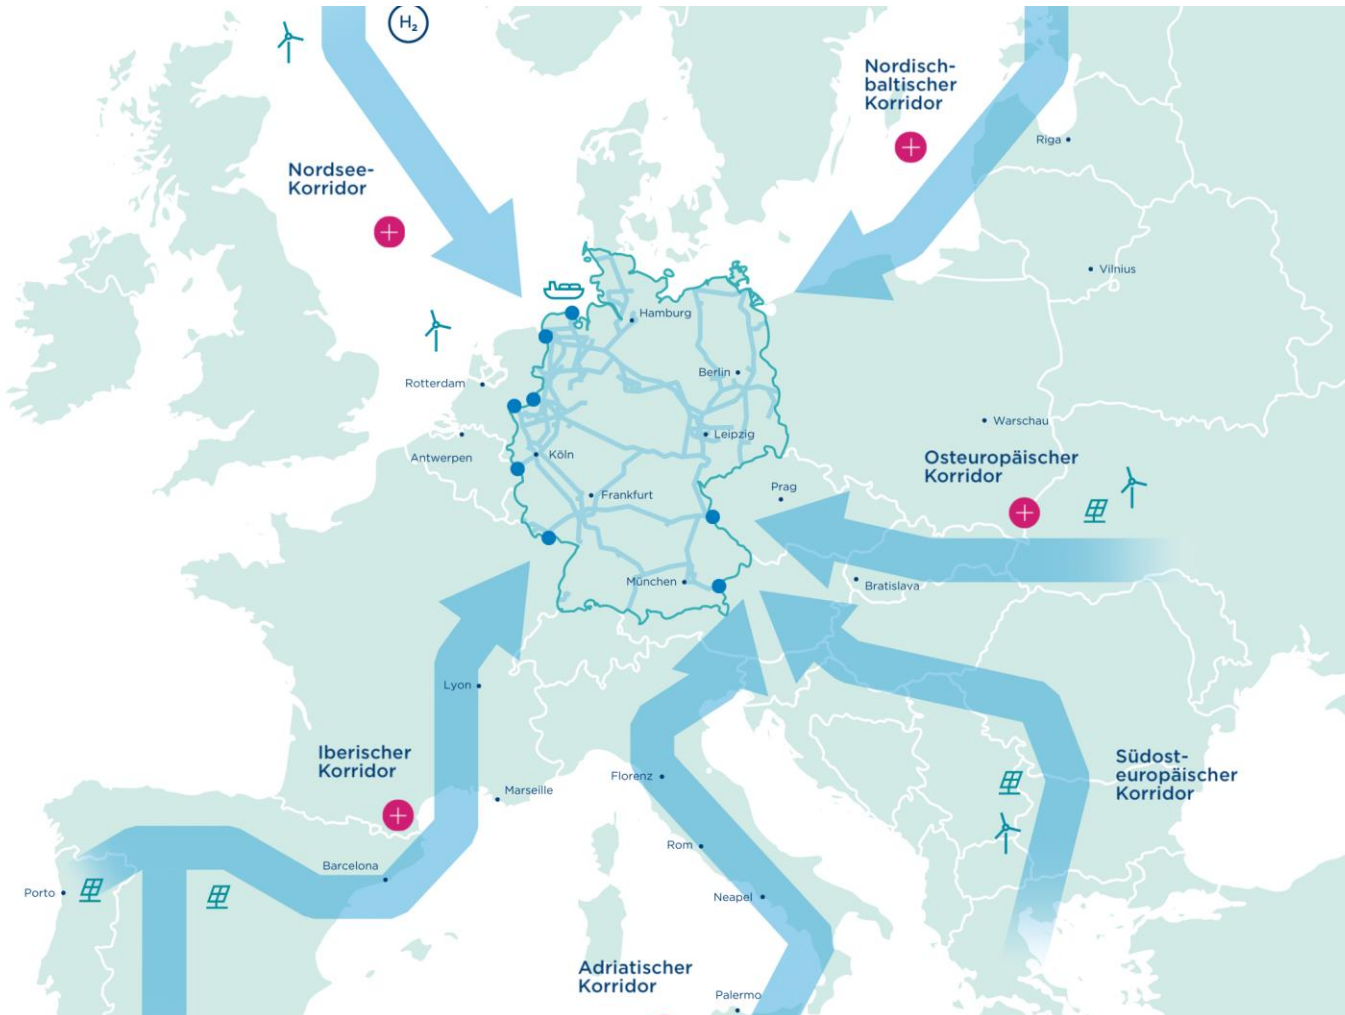 H₂
Nordisch-
baltischer
Korridor
Riga
Nordsee-
Korridor
Vilnius
Hamburg
Berlin
Rotterdam
Warschau
Leipzig
Antwerpen
Köln
Osteuropäischer
Korridor
Prag
Frankfurt
München
Bratislava
Lyon
Iberischer
Korridor
Florenz
Südost-
europäischer
Korridor
Marseille
Rom
Barcelona
Porto
Neapel
Adriatischer
Korridor
Palermo